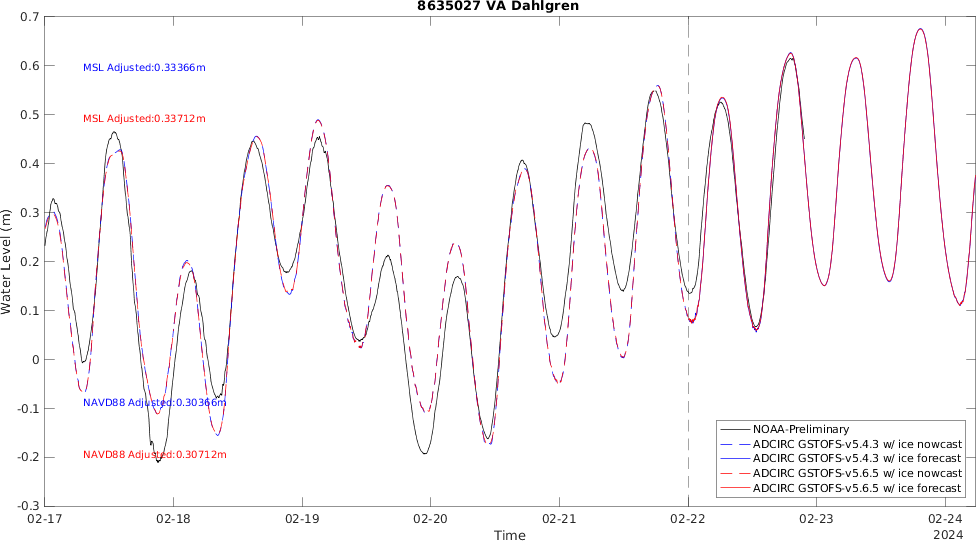 8635027 VA Dahlgren
0.7
0.6
0.5
0.4
0.3
0.2
0.1
0
-0.1
-0.2
-0.3
Water Level (m)
MSL Adjusted:0.33366m
MSL Adjusted:0.33712m
NAVD88 Adjusted:0.30366m
NAVD88 Adjusted:0.30712m
NOAA-Preliminary
ADCIRC GSTOFS-v5.4.3 w/ ice nowcast
ADCIRC GSTOFS-v5.4.3 w/ ice forecast
ADCIRC GSTOFS-v5.6.5 w/ ice nowcast
ADCIRC GSTOFS-v5.6.5 w/ ice forecast
02-17 02-18 02-19 02-20 02-21 02-22 02-23 02-24
Time
2024